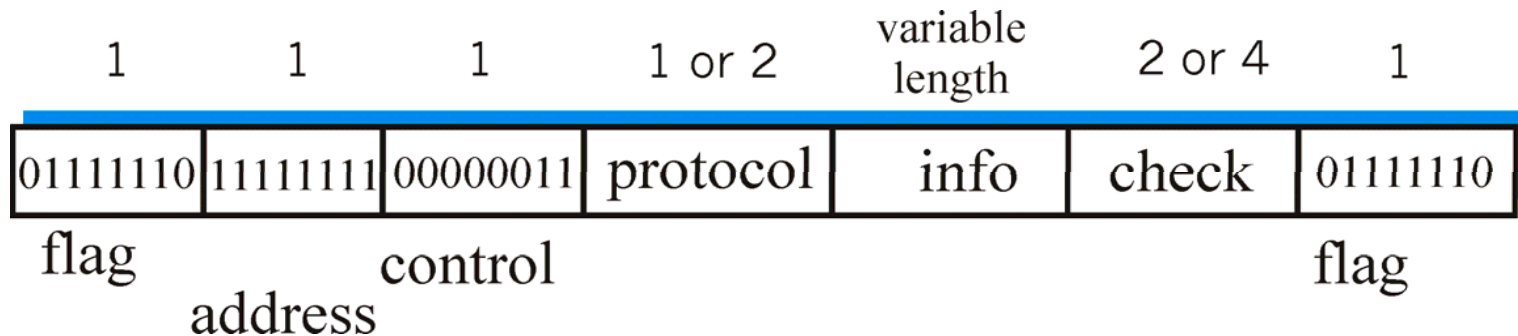 1 1 1 1 or 2 variable length 2 or 4 1
01111110 11111111 00000011 protocol info check 01111110
flag address control flag